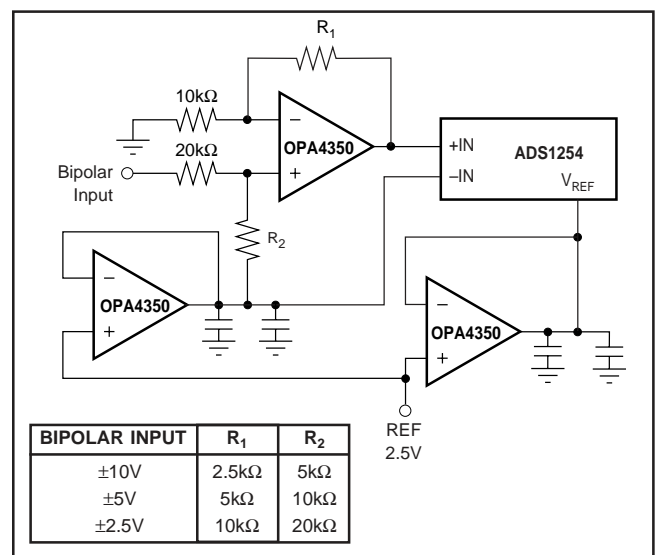 R1
10kΩ
–
20kΩ
OPA4350
+
Bipolar
Input
R2
+IN
ADS1254
–IN
VREF
–
OPA4350
+
–
OPA4350
+
REF
2.5V
BIPOLAR INPUT R1 R2
±10V 2.5kΩ 5kΩ
±5V 5kΩ 10kΩ
±2.5V 10kΩ 20kΩ